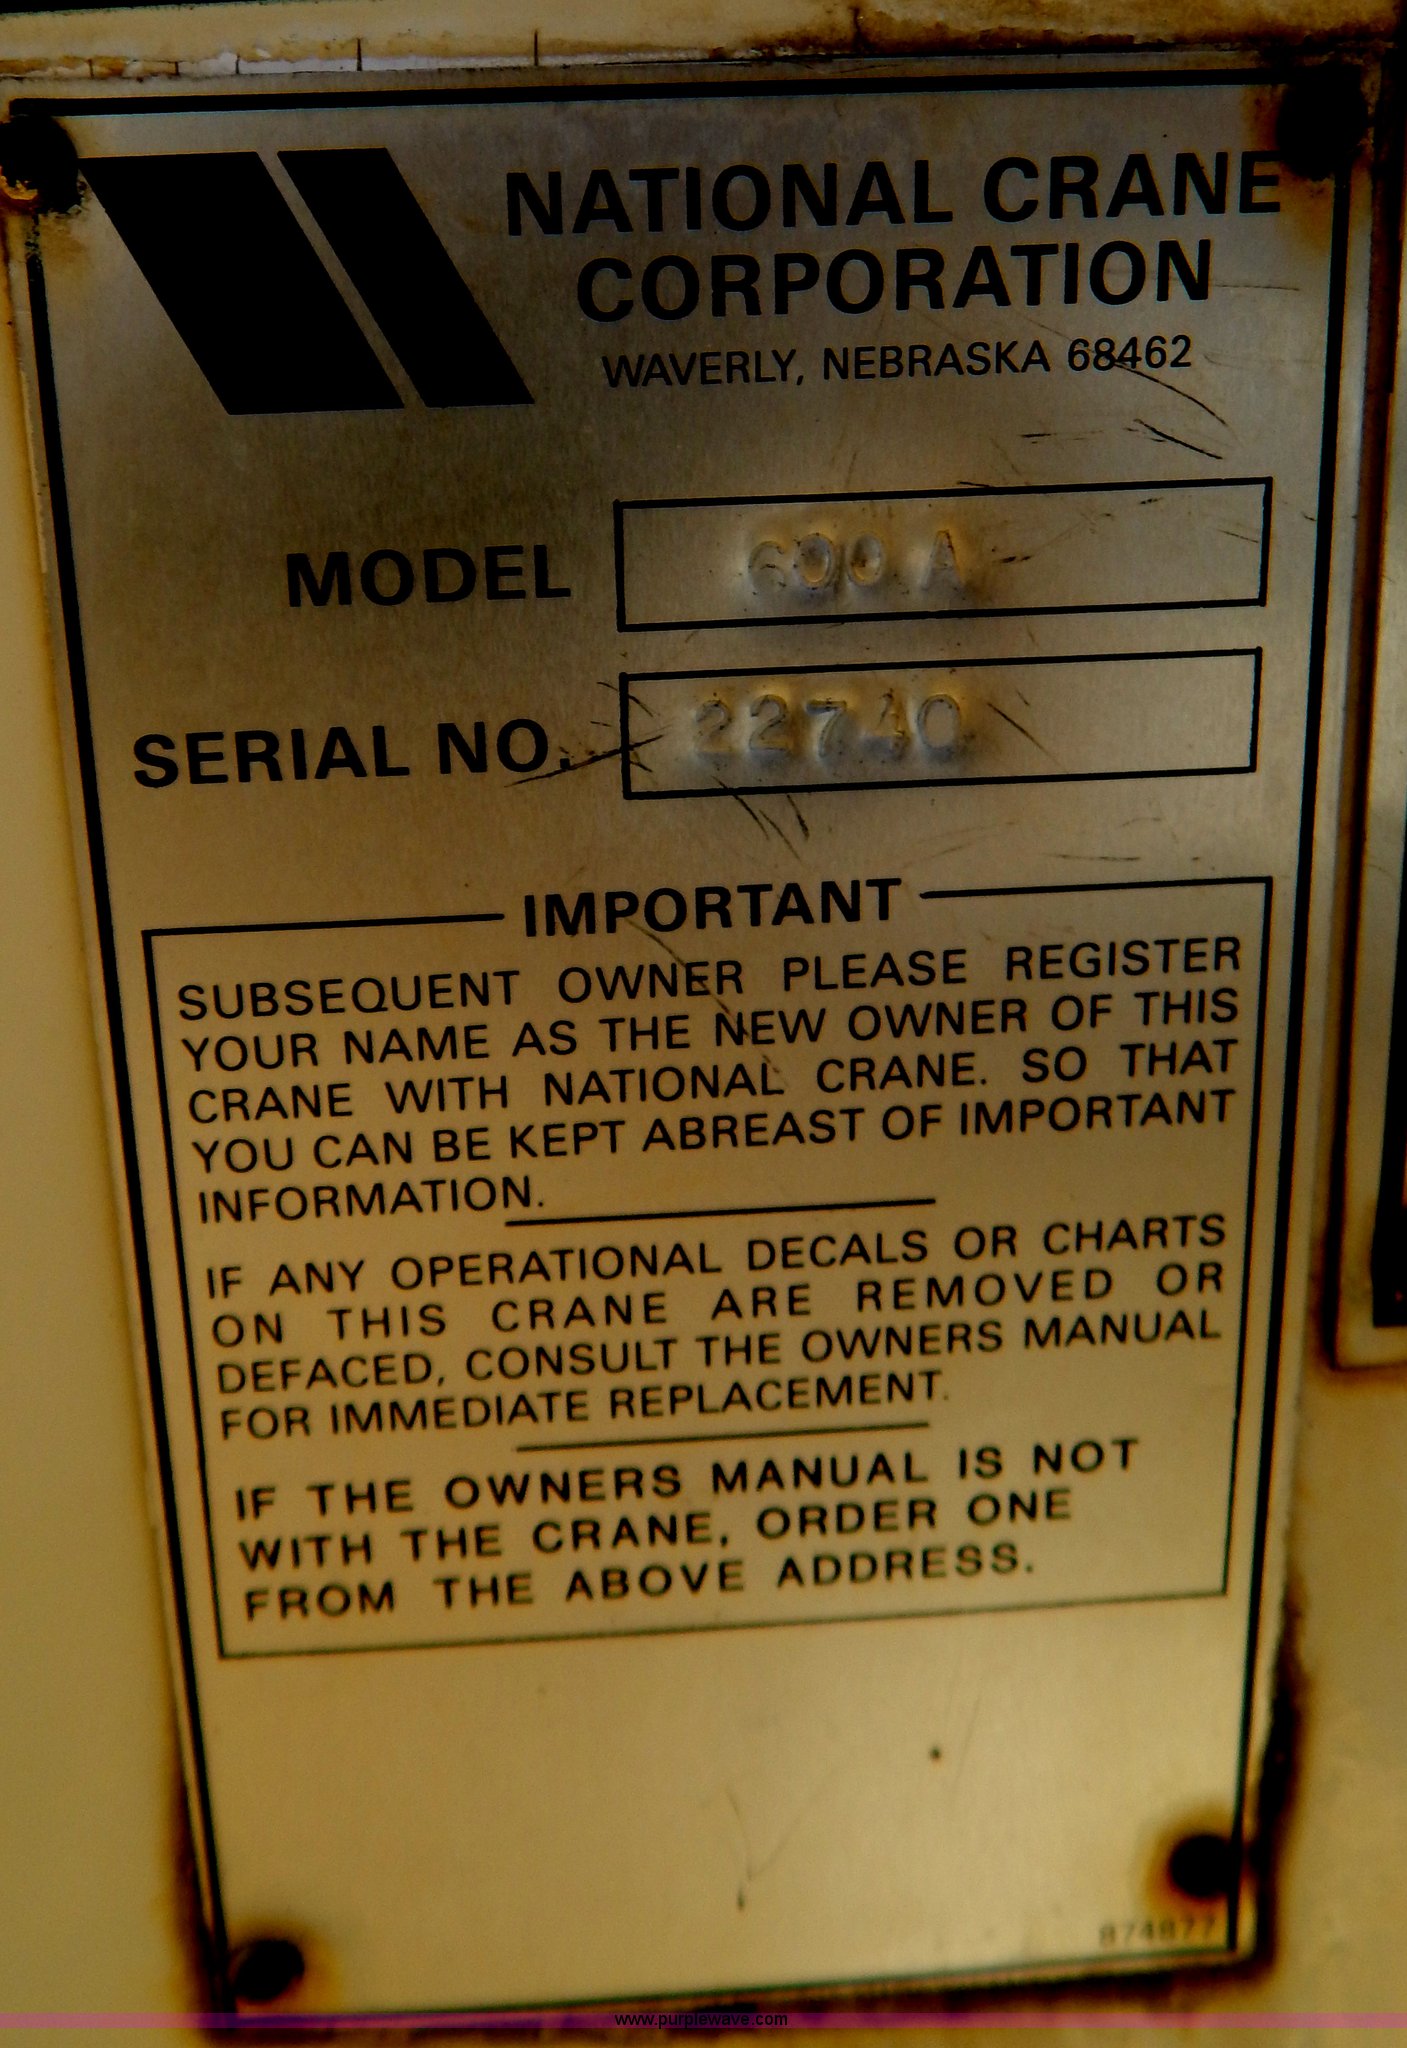 NATIONAL CRANE
CORPORATION
WAVERLY, NEBRASKA 68462
MODEL 600 A
SERIAL NO. 22740
IMPORTANT
SUBSEQUENT OWNER PLEASE REGISTER
YOUR NAME AS THE NEW OWNER OF THIS
CRANE WITH NATIONAL CRANE. SO THAT
YOU CAN BE KEPT ABREAST OF IMPORTANT
INFORMATION.
IF ANY OPERATIONAL DECALS OR CHARTS
ON THIS CRANE ARE REMOVED OR
DEFACED, CONSULT THE OWNERS MANUAL
FOR IMMEDIATE REPLACEMENT.
IF THE OWNERS MANUAL IS NOT
WITH THE CRANE, ORDER ONE
FROM THE ABOVE ADDRESS.
www.purplewave.com